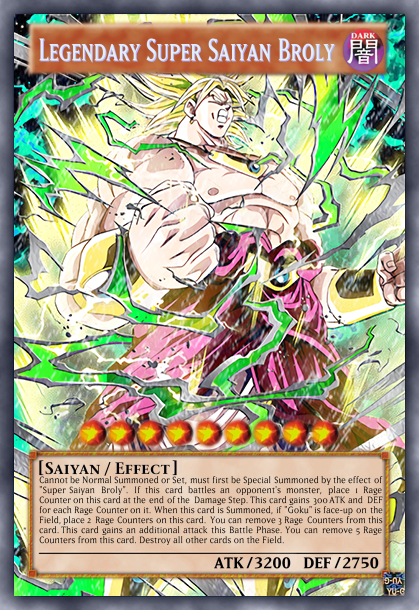 LEGENDARY SUPER SAIYAN BROLY
DARK
闇
[SAIYAN / EFFECT]
Cannot be Normal Summoned or Set, must first be Special Summoned by the effect of
"Super Saiyan Broly". If this card battles an opponent's monster, place 1 Rage
Counter on this card at the end of the Damage Step. This card gains 300 ATK and DEF
for each Rage Counter on it. When this card is Summoned, if "Goku" is face-up on the
Field, place 2 Rage Counters on this card. You can remove 3 Rage Counters from this
card. This card gains an additional attack this Battle Phase. You can remove 5 Rage
Counters from this card. Destroy all other cards on the Field.
ATK/3200 DEF/2750